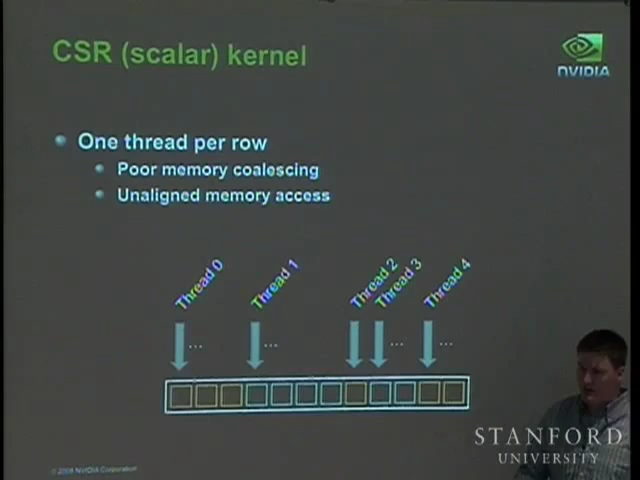 CSR (scalar) kernel
NVIDIA
One thread per row
Poor memory coalescing
Unaligned memory access
Thread 0
Thread 1
Thread 2
Thread 3
Thread 4
...
...
...
...
STANFORD
UNIVERSITY
© 2008 NVIDIA Corporation